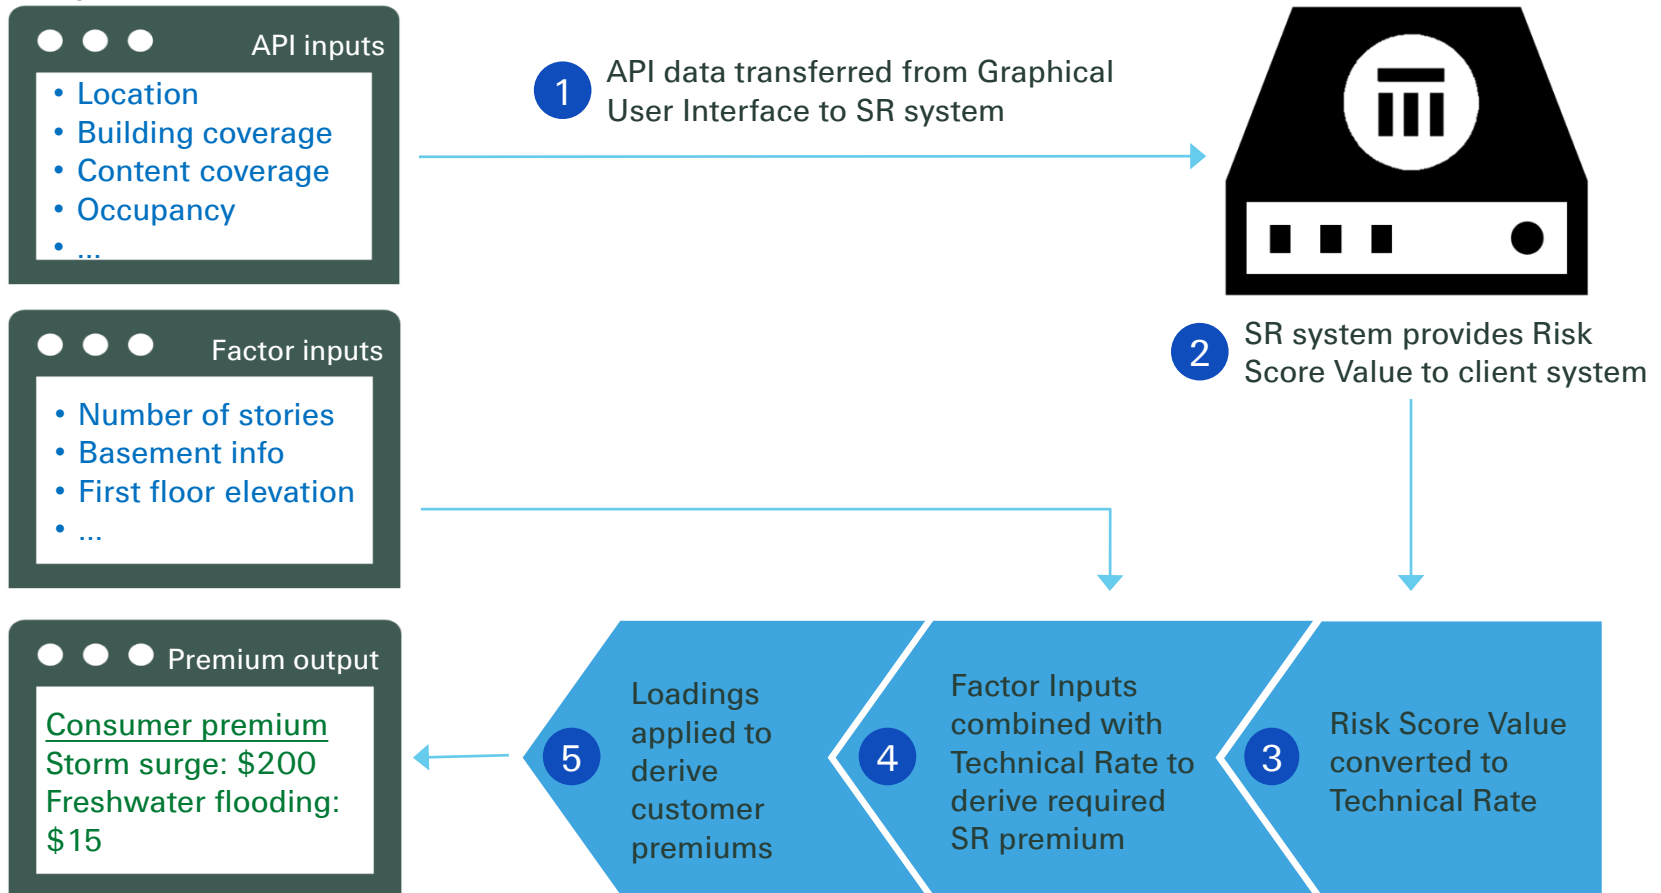 API inputs
• Location
• Building coverage
• Content coverage
• Occupancy
• ...
1
API data transferred from Graphical
User Interface to SR system
2
SR system provides Risk
Score Value to client system
Factor inputs
• Number of stories
• Basement info
• First floor elevation
• ...
Premium output
Consumer premium
Storm surge: $200
Freshwater flooding:
$15
5
Loadings
applied to
derive
customer
premiums
4
Factor Inputs
combined with
Technical Rate to
derive required
SR premium
3
Risk Score Value
converted to
Technical Rate